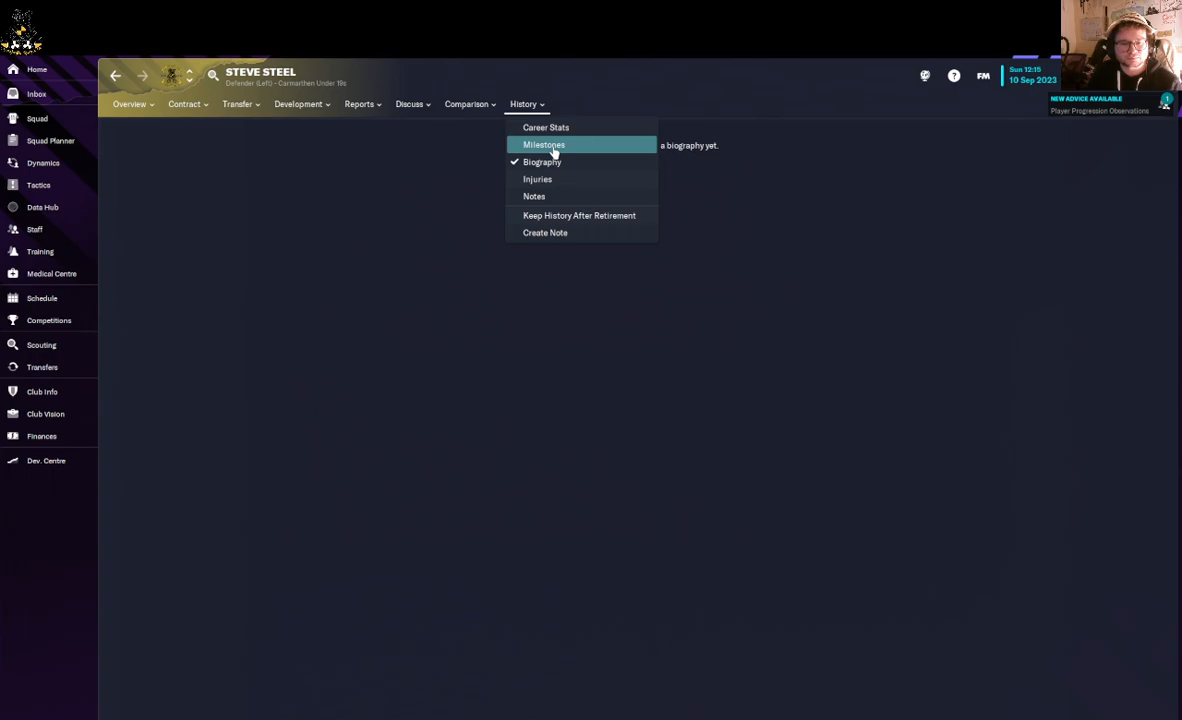 STEVE STEEL
Defender (Left) - Carmarthen Under 19s
Sun 12:15
10 Sep 2023
FM
NEW ADVICE AVAILABLE
1
Player Progression Observations
Overview
Contract
Transfer
Development
Reports
Discuss
Comparison
History
Career Stats
Milestones
Biography
Injuries
Notes
Keep History After Retirement
Create Note
a biography yet.
Home
Inbox
Squad
Squad Planner
Dynamics
Tactics
Data Hub
Staff
Training
Medical Centre
Schedule
Competitions
Scouting
Transfers
Club Info
Club Vision
Finances
Dev. Centre